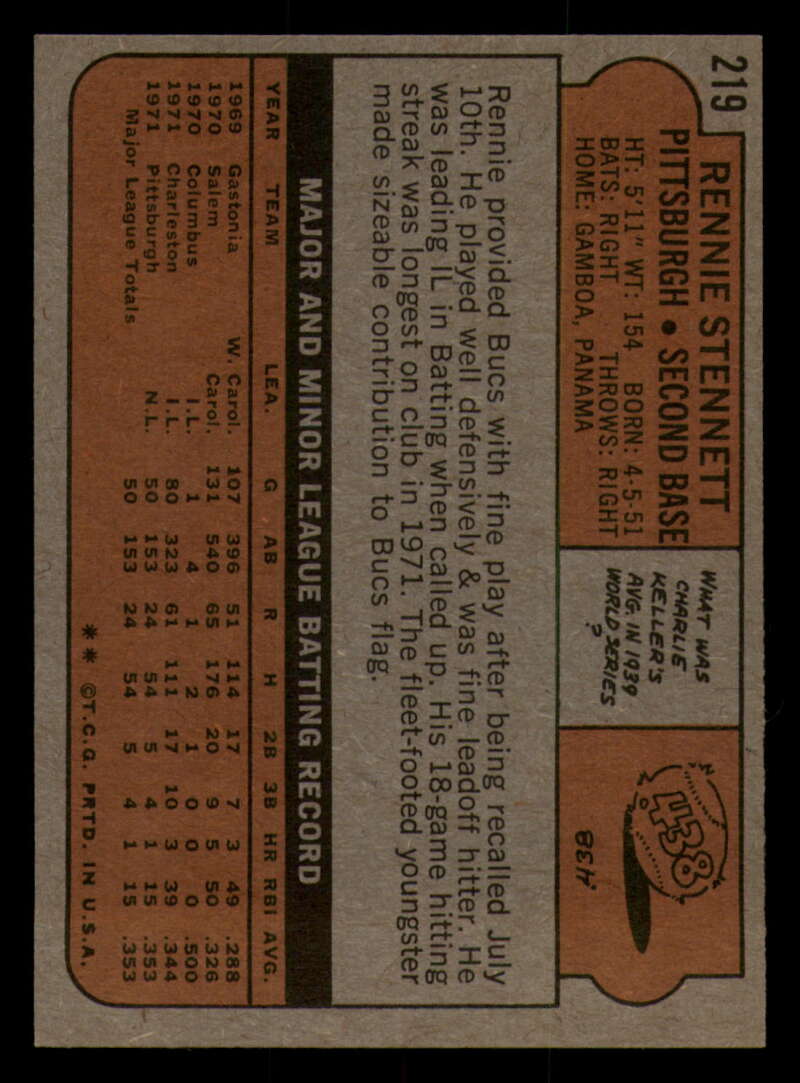 219
RENNIE STENNETT
PITTSBURGH • SECOND BASE
HT: 5'11" WT: 154 BORN: 4-5-51
BATS: RIGHT THROWS: RIGHT
HOME: GAMBOA, PANAMA
WHAT WAS
CHARLIE
KELLER'S
AVG. IN 1939
WORLD SERIES
?
438
.438
Rennie provided Bucs with fine play after being recalled July
10th. He played well defensively & was fine leadoff hitter. He
was leading IL in Batting when called up. His 18-game hitting
streak was longest on club in 1971. The fleet-footed youngster
made sizeable contribution to Bucs flag.
MAJOR AND MINOR LEAGUE BATTING RECORD
YEAR TEAM LEA. G AB R H 2B 3B HR RBI AVG.
1969 Gastonia W. Carol. 107 396 51 114 17 7 3 49 .288
1970 Salem Carol. 131 540 65 176 20 9 5 50 .326
1970 Columbus I.L. 1 4 1 2 1 0 0 0 .500
1971 Charleston I.L. 80 323 61 111 17 10 3 39 .344
1971 Pittsburgh N.L. 50 153 24 54 5 4 1 15 .353
Major League Totals 50 153 24 54 5 4 1 15 .353
** ©T.C.G. PRTD. IN U.S.A.